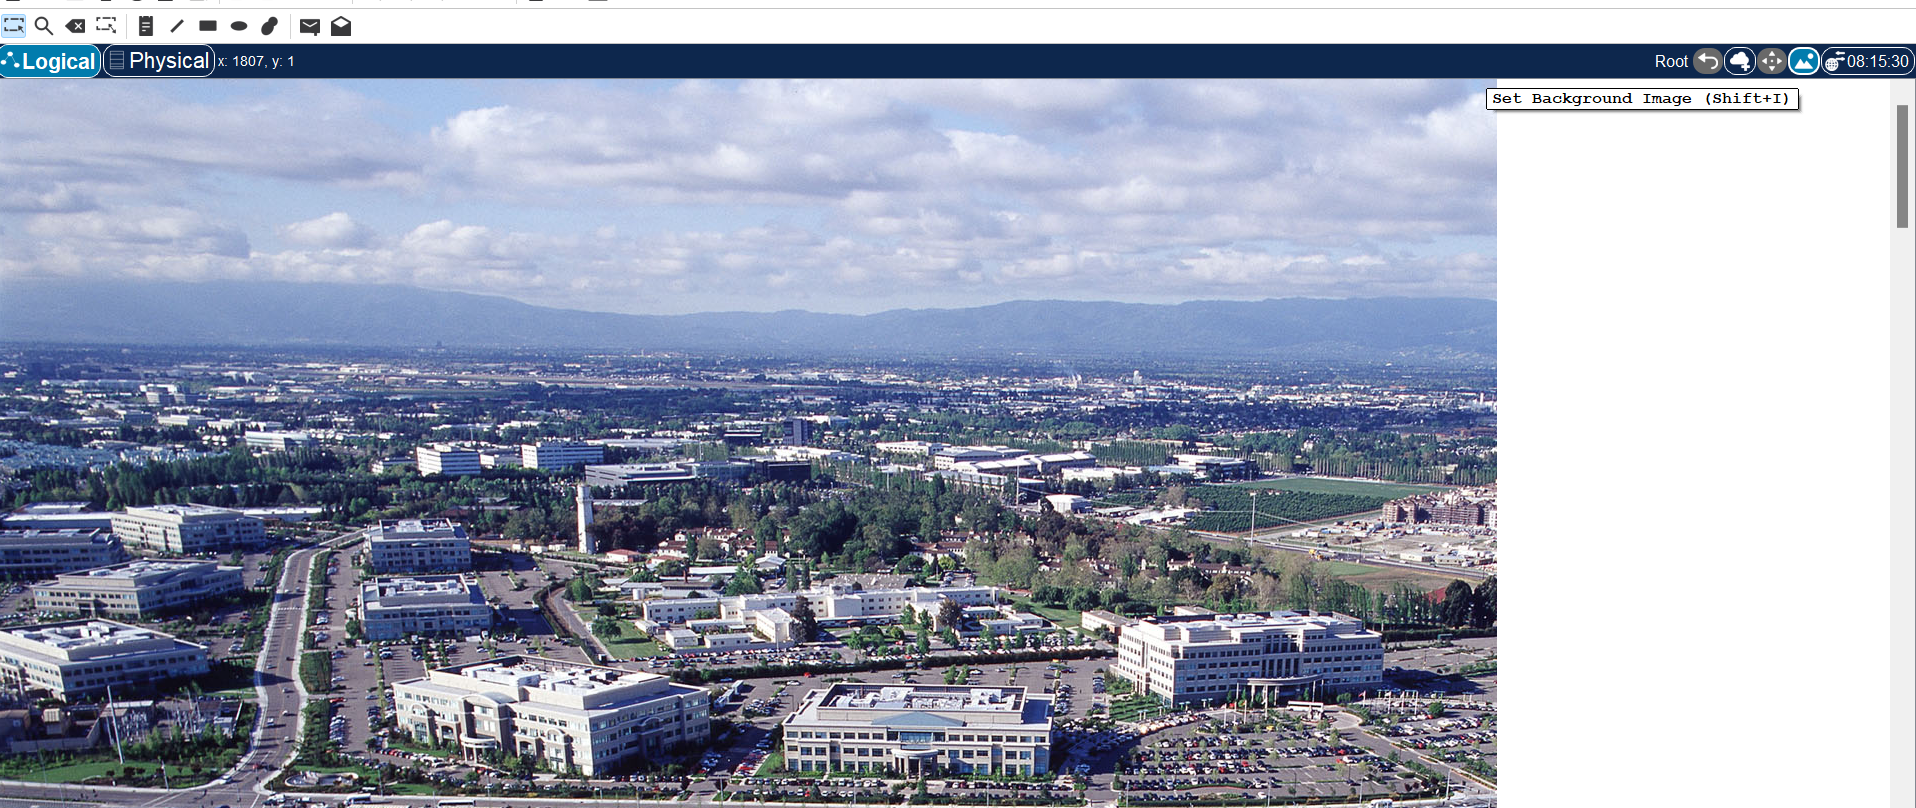 Logical Physical x: 1807, y: 1 Root 08:15:30
Set Background Image (Shift+I)